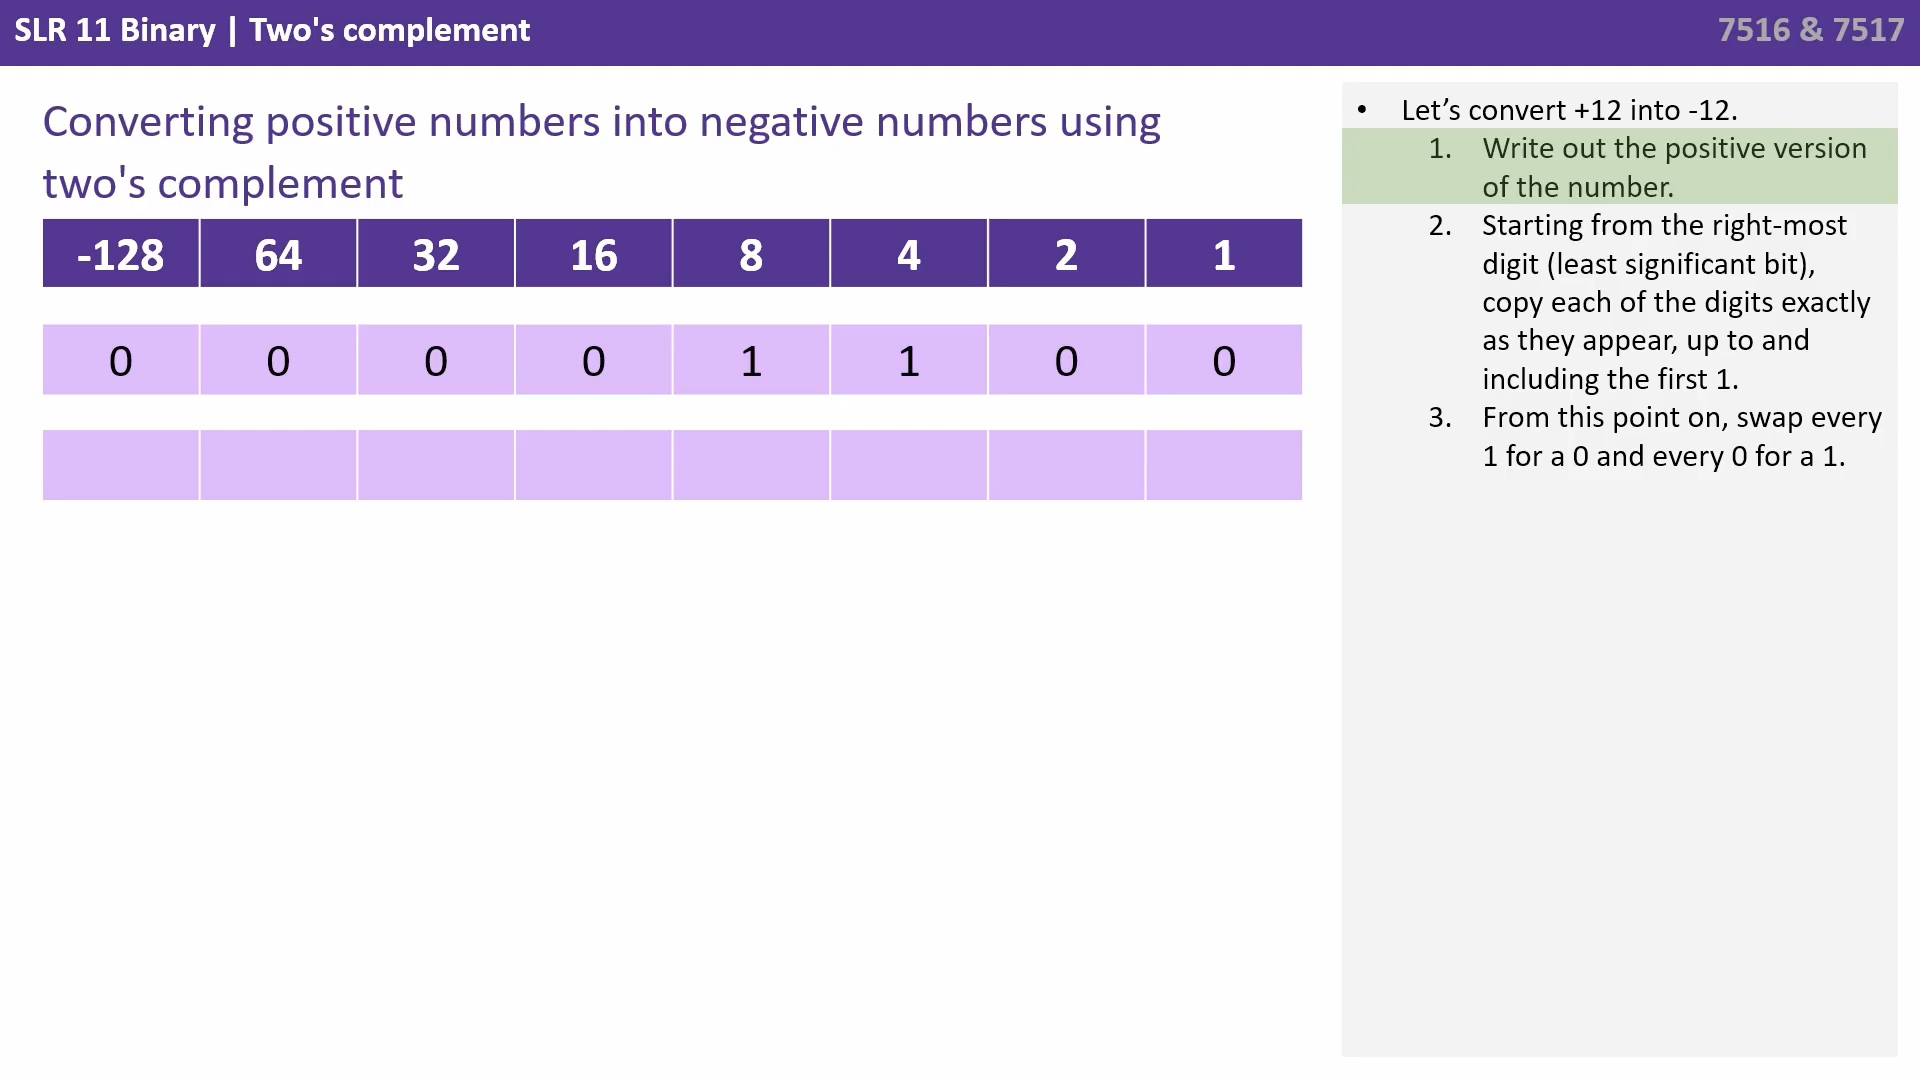 SLR 11 Binary | Two's complement
7516 & 7517
Converting positive numbers into negative numbers using
two's complement
-128 64 32 16 8 4 2 1
0 0 0 0 1 1 0 0
• Let’s convert +12 into -12.
1. Write out the positive version
of the number.
2. Starting from the right-most
digit (least significant bit),
copy each of the digits exactly
as they appear, up to and
including the first 1.
3. From this point on, swap every
1 for a 0 and every 0 for a 1.